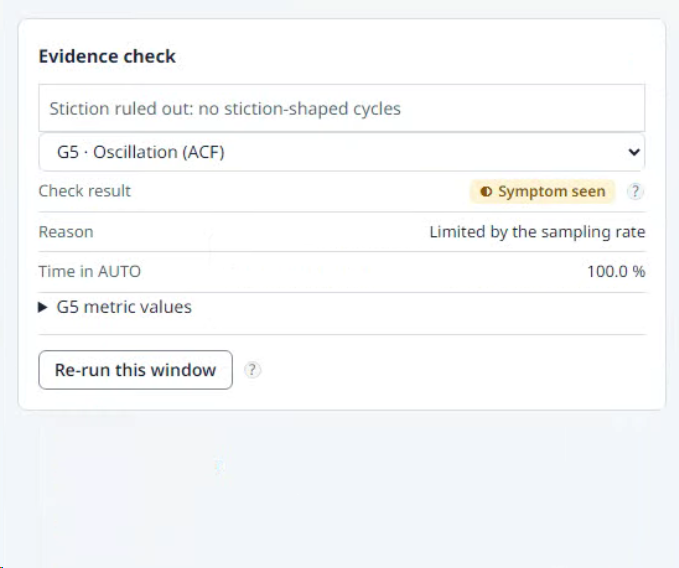 Evidence check
Stiction ruled out: no stiction-shaped cycles
G5 · Oscillation (ACF)
Check result Symptom seen ?
Reason Limited by the sampling rate
Time in AUTO 100.0 %
G5 metric values
Re-run this window ?